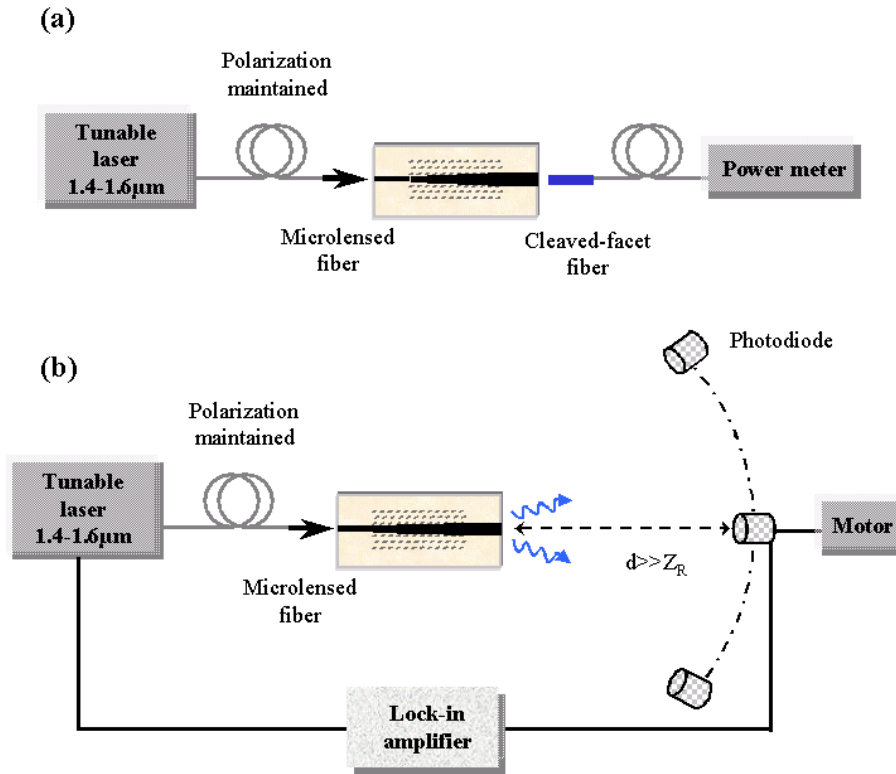 (a)
Polarization
maintained
Tunable
laser
1.4-1.6μm
Microlensed
fiber
Cleaved-facet
fiber
Power meter
(b)
Photodiode
Polarization
maintained
Tunable
laser
1.4-1.6μm
Microlensed
fiber
d>>Z_R
Motor
Lock-in
amplifier